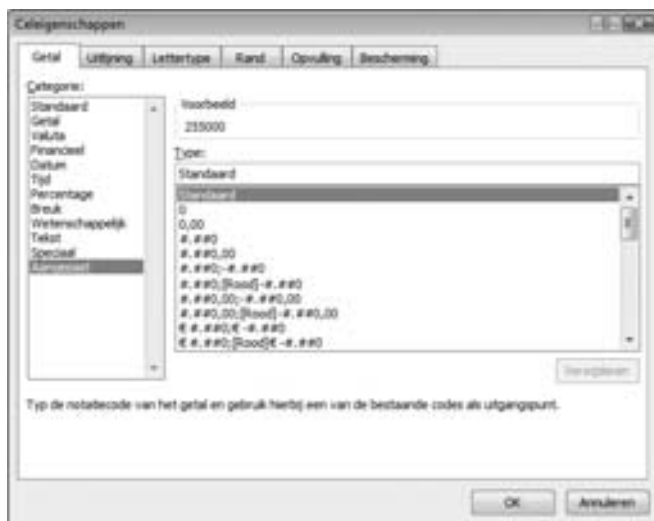 Celeigenschappen
Getal Uitlijning Lettertype Rand Opvulling Bescherming
Categorie:
Standaard
Getal
Valuta
Financieel
Datum
Tijd
Percentage
Breuk
Wetenschappelijk
Tekst
Speciaal
Aangepast
Voorbeeld
255000
Type:
Standaard
Standaard
0
0,00
#.##0
#.##0,00
#.##0;-#.##0
#.##0;[Rood]-#.##0
#.##0,00;-#.##0,00
#.##0,00;[Rood]-#.##0,00
€ #.##0;€ -#.##0
€ #.##0;[Rood]€ -#.##0
Verwijderen
Typ de notatiecode van het getal en gebruik hierbij een van de bestaande codes als uitgangspunt.
OK Annuleren